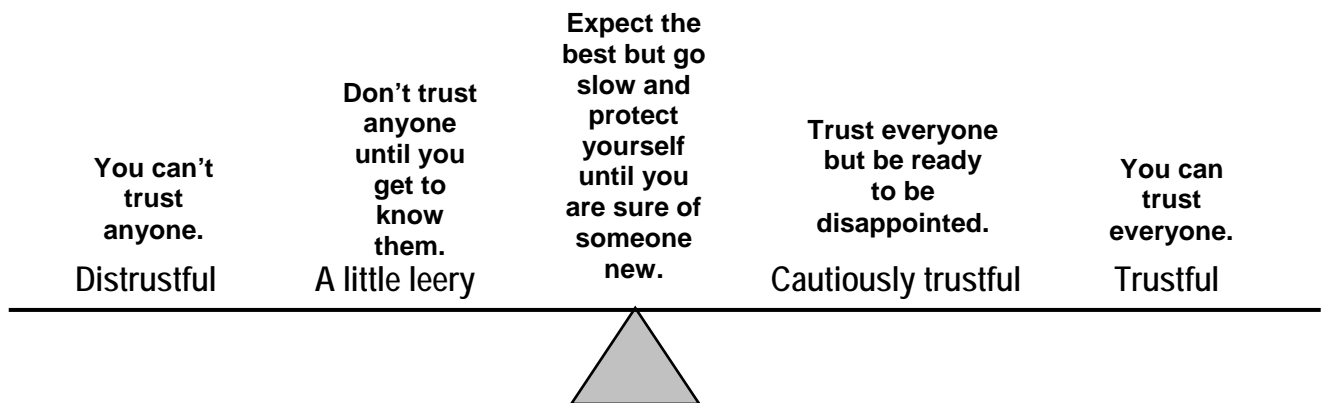 You can't
trust
anyone.
Distrustful
Don't trust
anyone
until you
get to
know
them.
A little leery
Expect the
best but go
slow and
protect
yourself
until you
are sure of
someone
new.
Trust everyone
but be ready
to be
disappointed.
Cautiously trustful
You can
trust
everyone.
Trustful